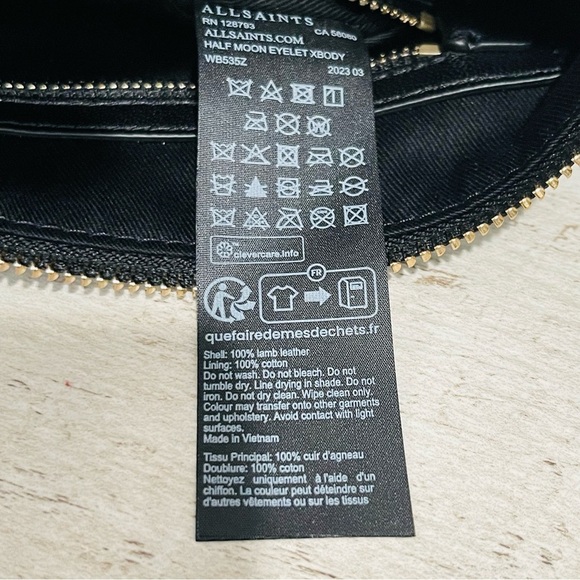 ALLSAINTS
RN 128793 CA 56080
ALLSAINTS.COM
HALF MOON EYELET XBODY
WB535Z 2023 03
clevercare.info
FR
quefairedemesdechets.fr
Shell: 100% lamb leather
Lining: 100% cotton
Do not wash. Do not bleach. Do not
tumble dry. Line drying in shade. Do not
iron. Do not dry clean. Wipe clean only.
Colour may transfer onto other garments
and upholstery. Avoid contact with light
surfaces.
Made in Vietnam
Tissu Principal: 100% cuir d'agneau
Doublure: 100% coton
Nettoyez uniquement à l'aide d'un
chiffon. La couleur peut déteindre sur
d'autres vêtements ou sur les tissus